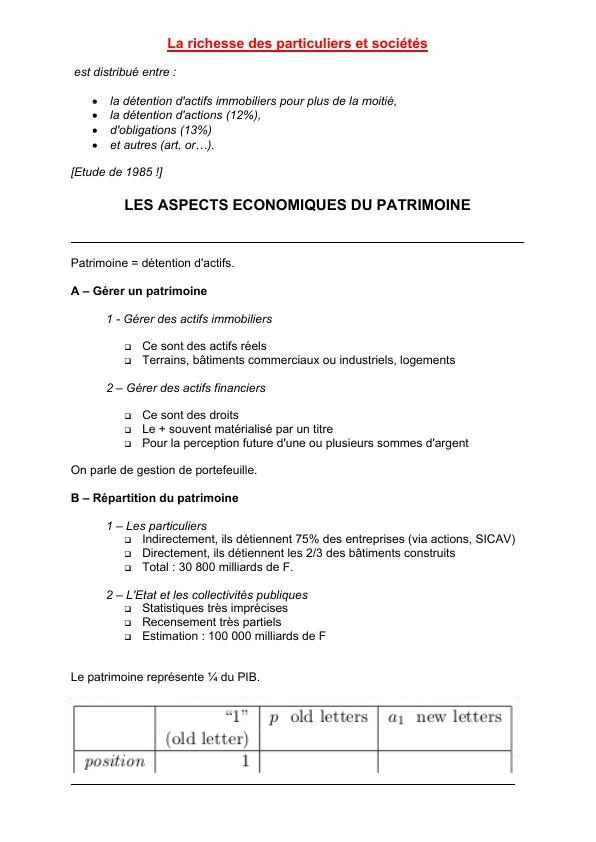 La richesse des particuliers et sociétés
est distribué entre :
• la détention d'actifs immobiliers pour plus de la moitié,
• la détention d'actions (12%),
• d'obligations (13%)
• et autres (art, or…).
[Etude de 1985 !]
LES ASPECTS ECONOMIQUES DU PATRIMOINE
Patrimoine = détention d'actifs.
A – Gérer un patrimoine
1 - Gérer des actifs immobiliers
❑ Ce sont des actifs réels
❑ Terrains, bâtiments commerciaux ou industriels, logements
2 – Gérer des actifs financiers
❑ Ce sont des droits
❑ Le + souvent matérialisé par un titre
❑ Pour la perception future d'une ou plusieurs sommes d'argent
On parle de gestion de portefeuille.
B – Répartition du patrimoine
1 – Les particuliers
❑ Indirectement, ils détiennent 75% des entreprises (via actions, SICAV)
❑ Directement, ils détiennent les 2/3 des bâtiments construits
❑ Total : 30 800 milliards de F.
2 – L'Etat et les collectivités publiques
❑ Statistiques très imprécises
❑ Recensement très partiels
❑ Estimation : 100 000 milliards de F
Le patrimoine représente ¼ du PIB.
“1” p old letters a₁ new letters
(old letter)
position 1